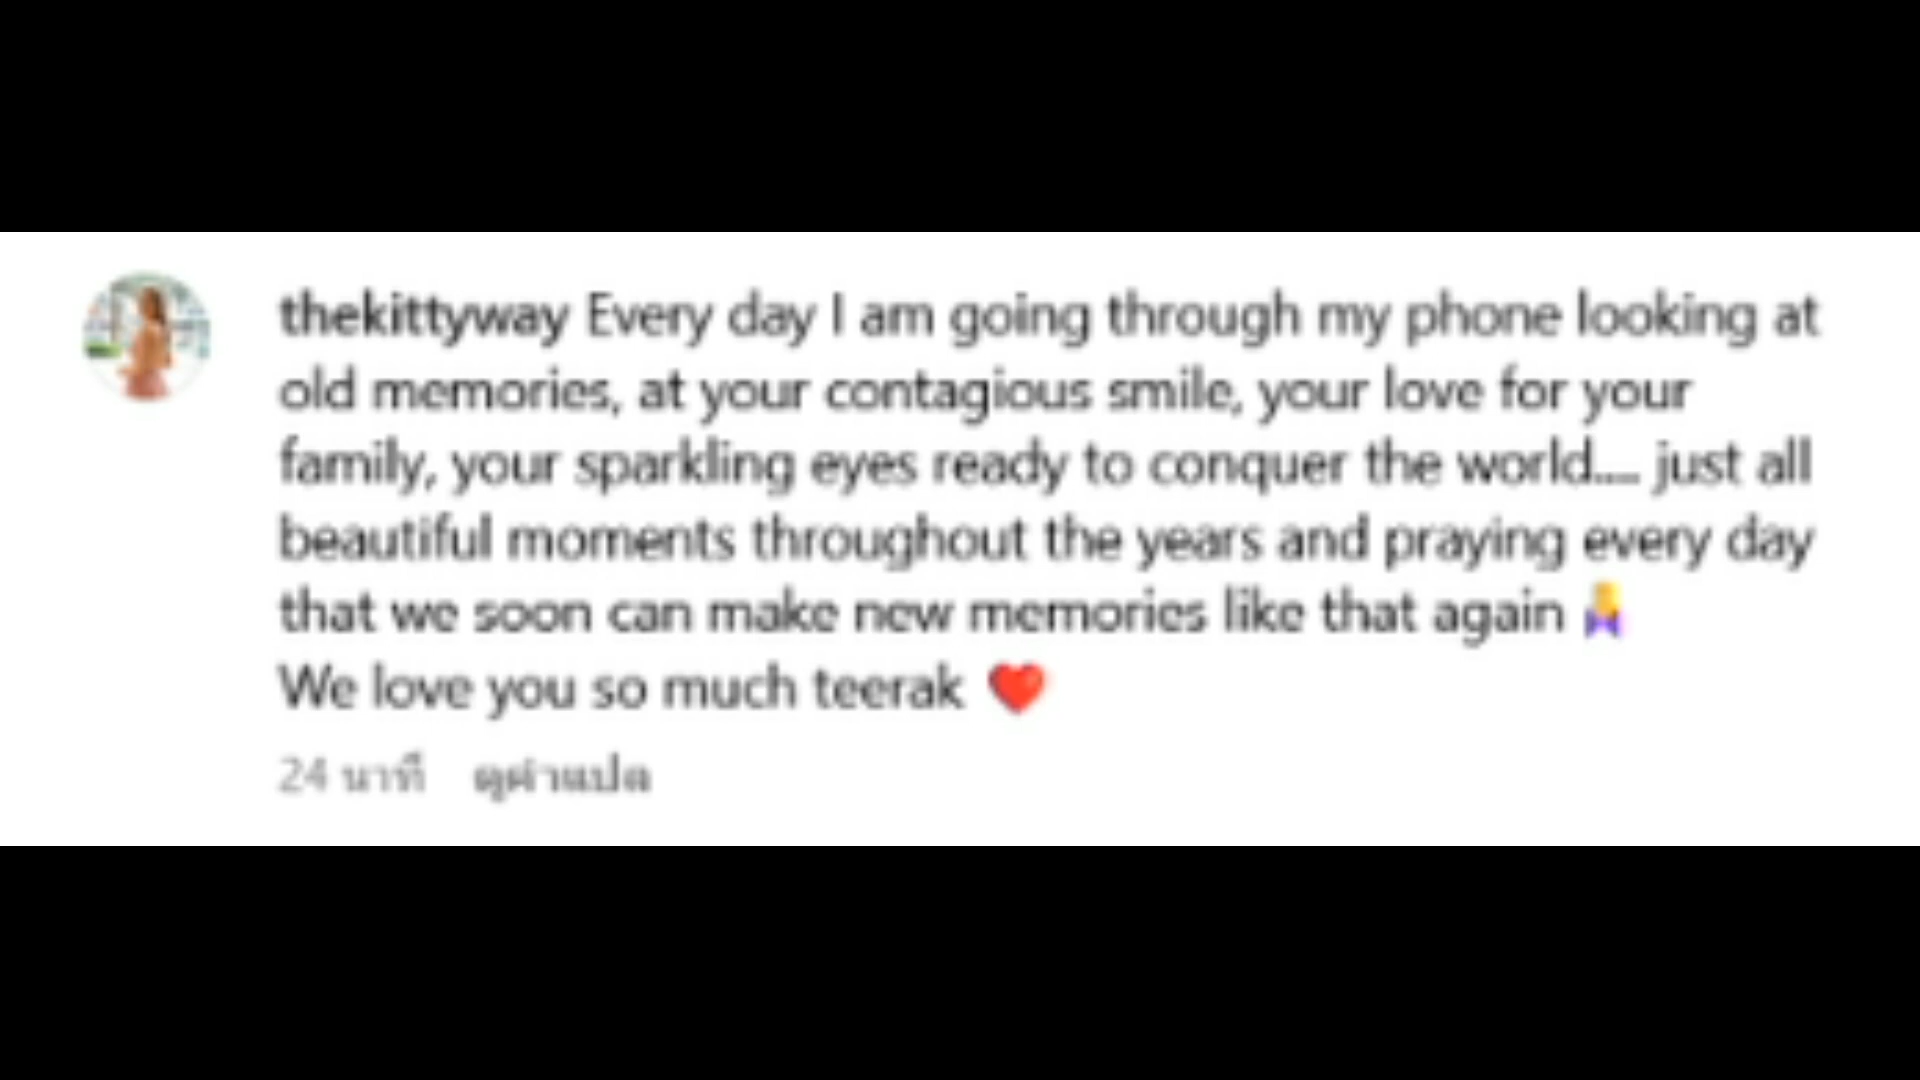 thekittyway Every day I am going through my phone looking at
old memories, at your contagious smile, your love for your
family, your sparkling eyes ready to conquer the world.... just all
beautiful moments throughout the years and praying every day
that we soon can make new memories like that again 🙏
We love you so much teerak ❤️
24 นาที ดูคำแปล